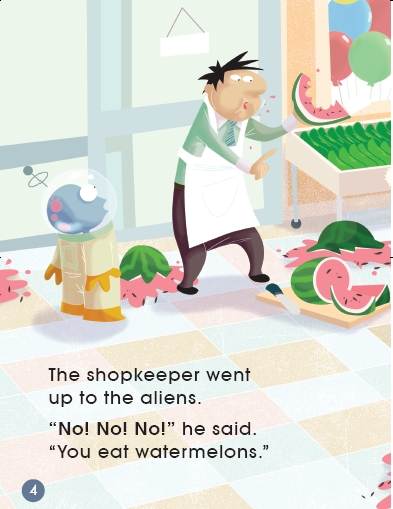 The shopkeeper went
up to the aliens.
“No! No! No!” he said.
“You eat watermelons.”
4